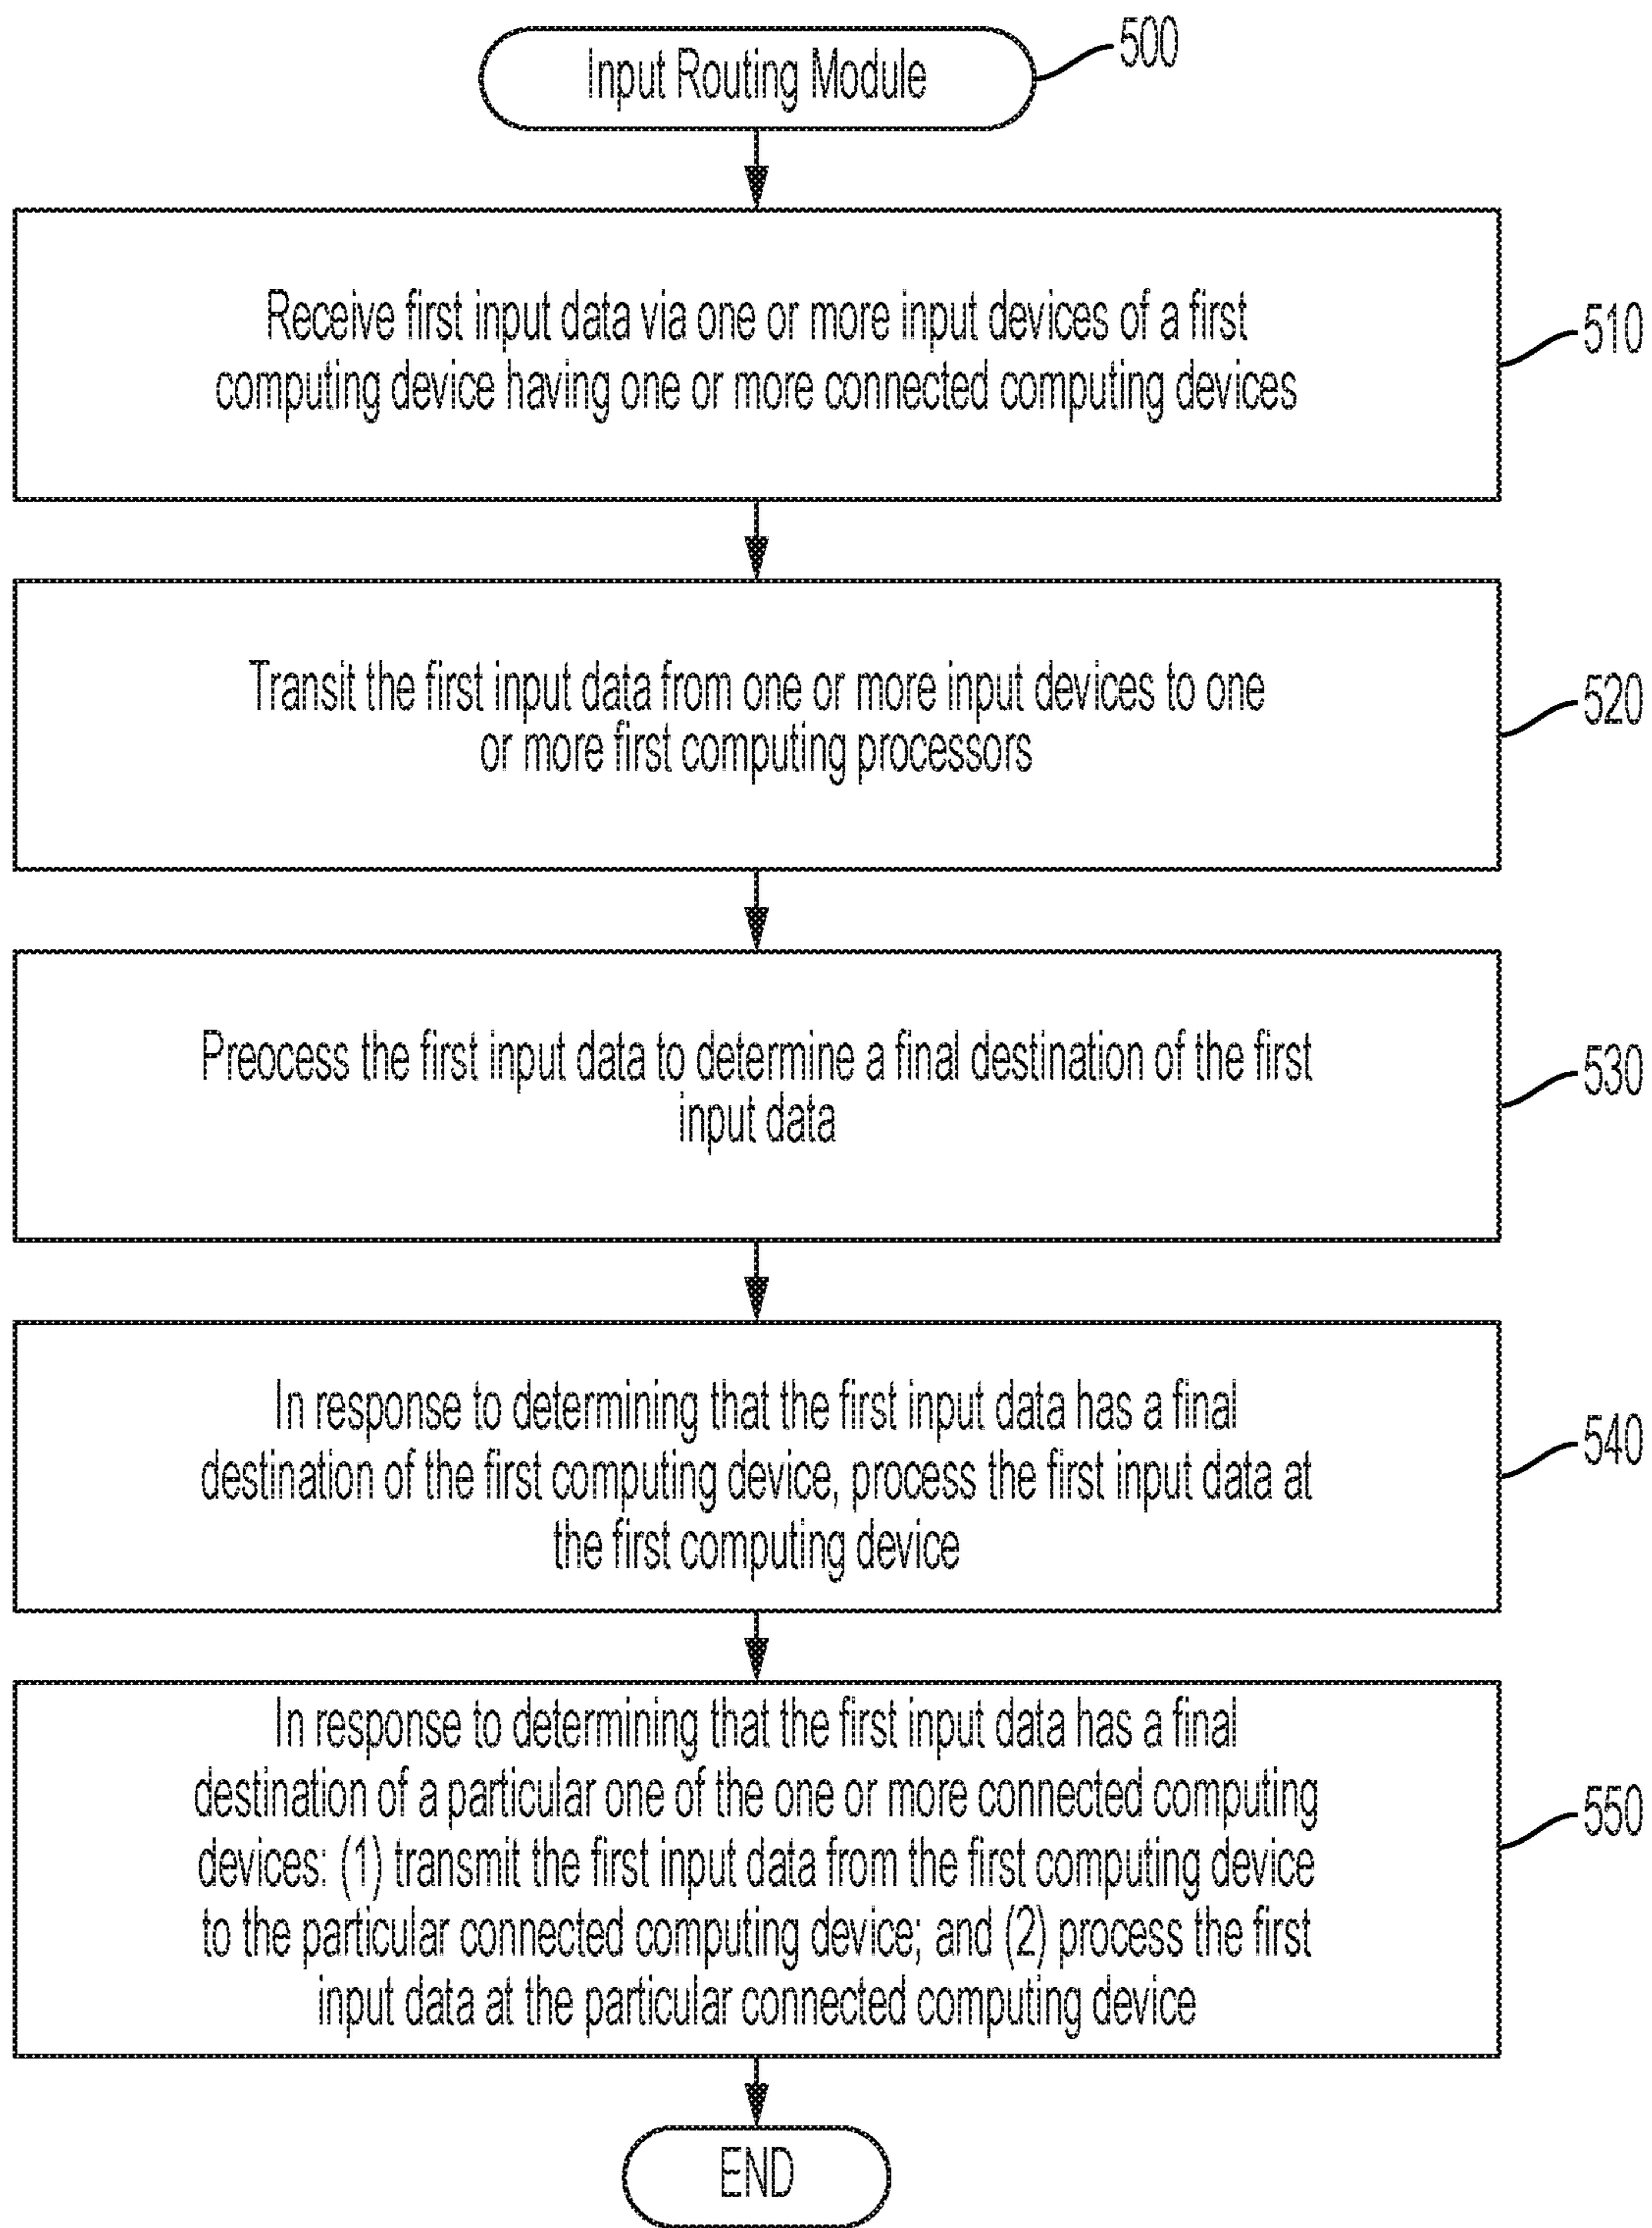 Input Routing Module
500
Receive first input data via one or more input devices of a first
computing device having one or more connected computing devices
510
Transit the first input data from one or more input devices to one
or more first computing processors
520
Preocess the first input data to determine a final destination of the first
input data
530
In response to determining that the first input data has a final
destination of the first computing device, process the first input data at
the first computing device
540
In response to determining that the first input data has a final
destination of a particular one of the one or more connected computing
devices: (1) transmit the first input data from the first computing device
to the particular connected computing device; and (2) process the first
input data at the particular connected computing device
550
END